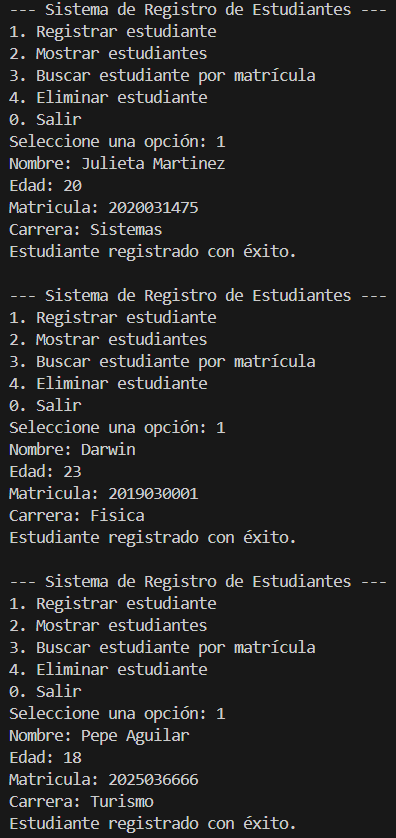 --- Sistema de Registro de Estudiantes ---
1. Registrar estudiante
2. Mostrar estudiantes
3. Buscar estudiante por matrícula
4. Eliminar estudiante
0. Salir
Seleccione una opción: 1
Nombre: Julieta Martinez
Edad: 20
Matricula: 2020031475
Carrera: Sistemas
Estudiante registrado con éxito.

--- Sistema de Registro de Estudiantes ---
1. Registrar estudiante
2. Mostrar estudiantes
3. Buscar estudiante por matrícula
4. Eliminar estudiante
0. Salir
Seleccione una opción: 1
Nombre: Darwin
Edad: 23
Matricula: 2019030001
Carrera: Fisica
Estudiante registrado con éxito.

--- Sistema de Registro de Estudiantes ---
1. Registrar estudiante
2. Mostrar estudiantes
3. Buscar estudiante por matrícula
4. Eliminar estudiante
0. Salir
Seleccione una opción: 1
Nombre: Pepe Aguilar
Edad: 18
Matricula: 2025036666
Carrera: Turismo
Estudiante registrado con éxito.